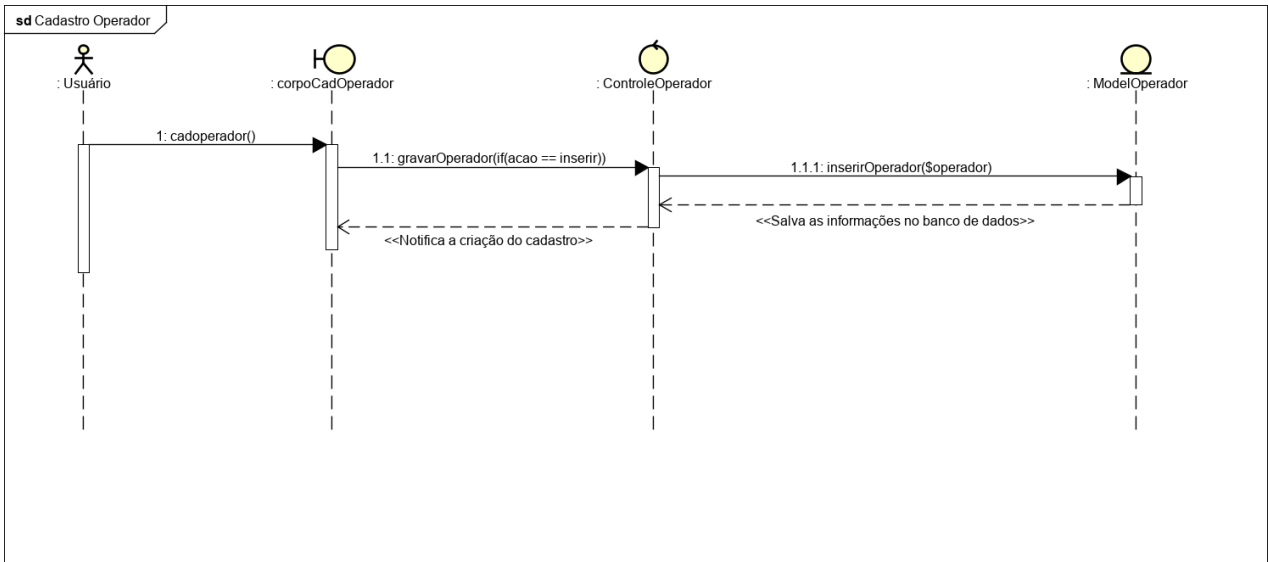 sd Cadastro Operador
: Usuário
: corpoCadOperador
: ControleOperador
: ModelOperador
1: cadoperador()
1.1: gravarOperador(if(acao == inserir))
1.1.1: inserirOperador($operador)
<<Salva as informações no banco de dados>>
<<Notifica a criação do cadastro>>